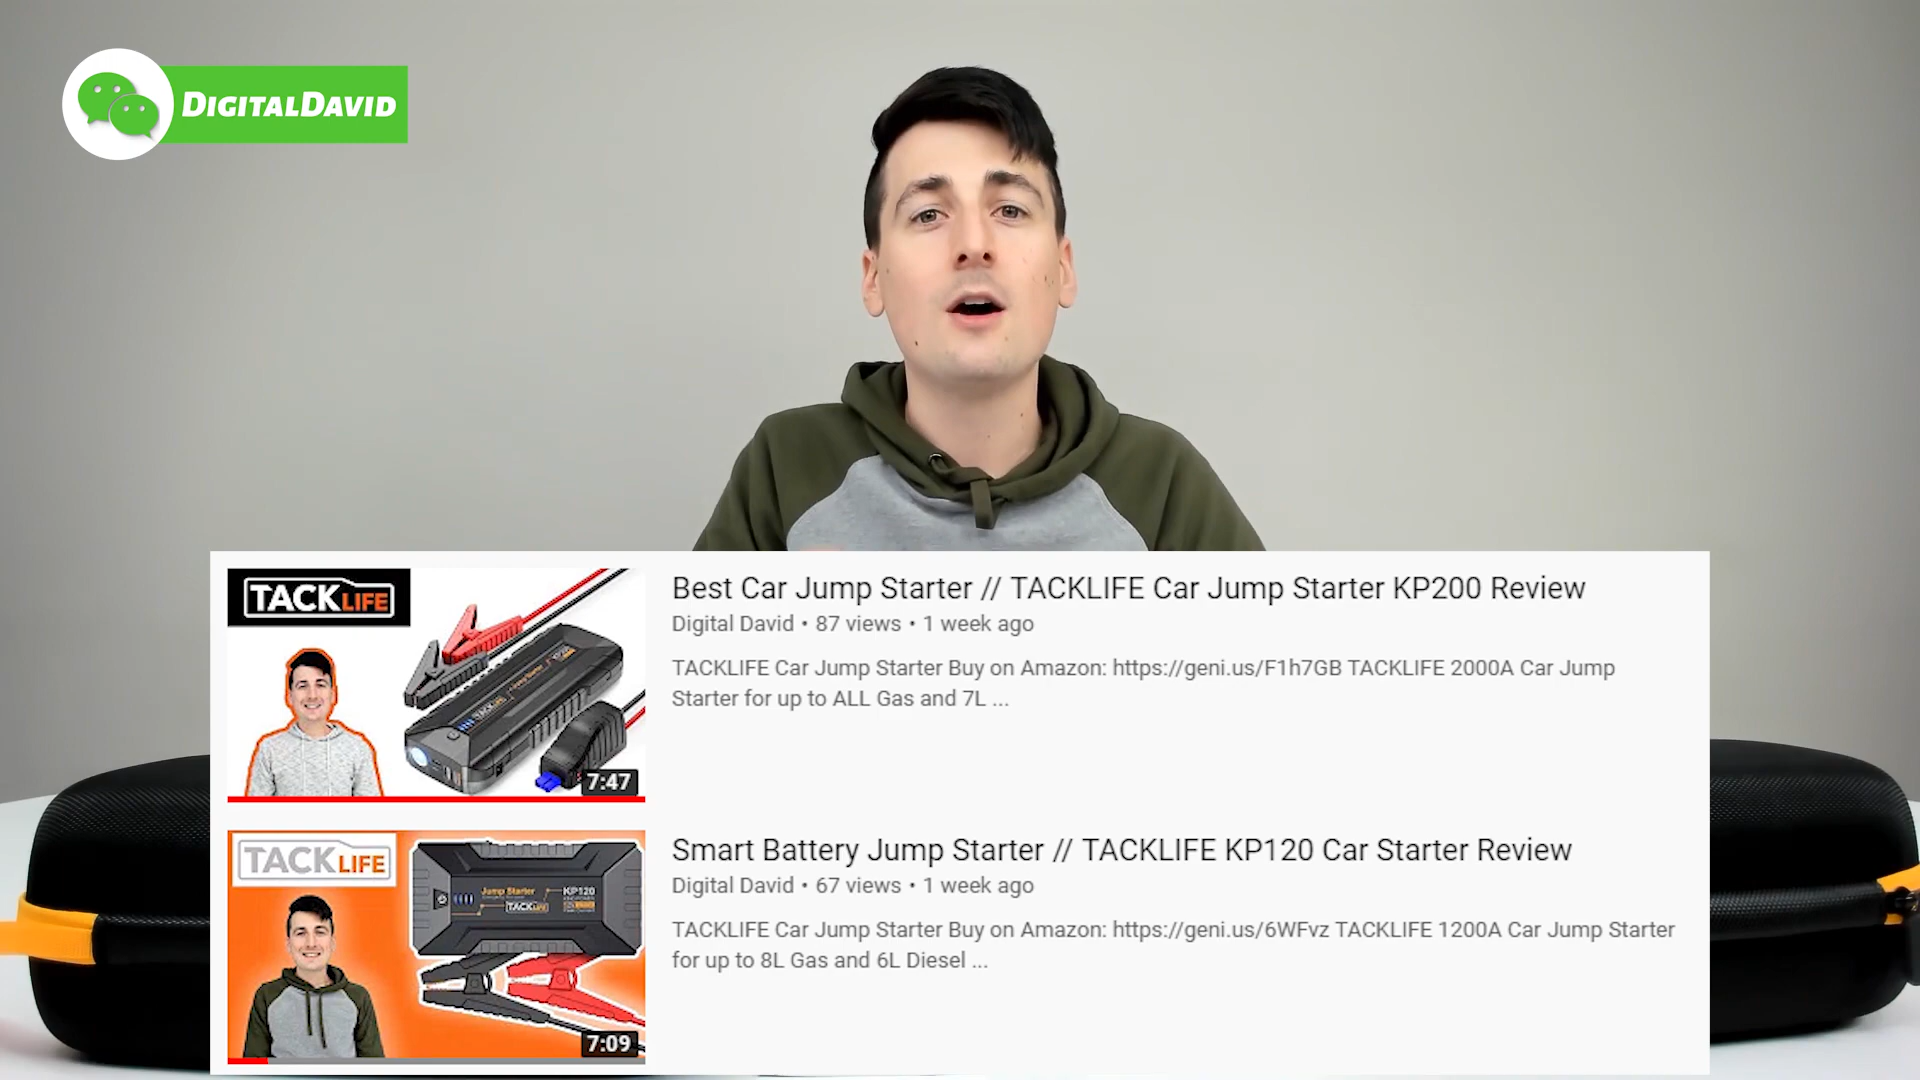 DIGITALDAVID
TACKLIFE
7:47
Best Car Jump Starter // TACKLIFE Car Jump Starter KP200 Review
Digital David • 87 views • 1 week ago
TACKLIFE Car Jump Starter Buy on Amazon: https://geni.us/F1h7GB TACKLIFE 2000A Car Jump
Starter for up to ALL Gas and 7L ...
TACKLIFE
Jump Starter
KP120
TACKLIFE
7:09
Smart Battery Jump Starter // TACKLIFE KP120 Car Starter Review
Digital David • 67 views • 1 week ago
TACKLIFE Car Jump Starter Buy on Amazon: https://geni.us/6WFvz TACKLIFE 1200A Car Jump Starter
for up to 8L Gas and 6L Diesel ...